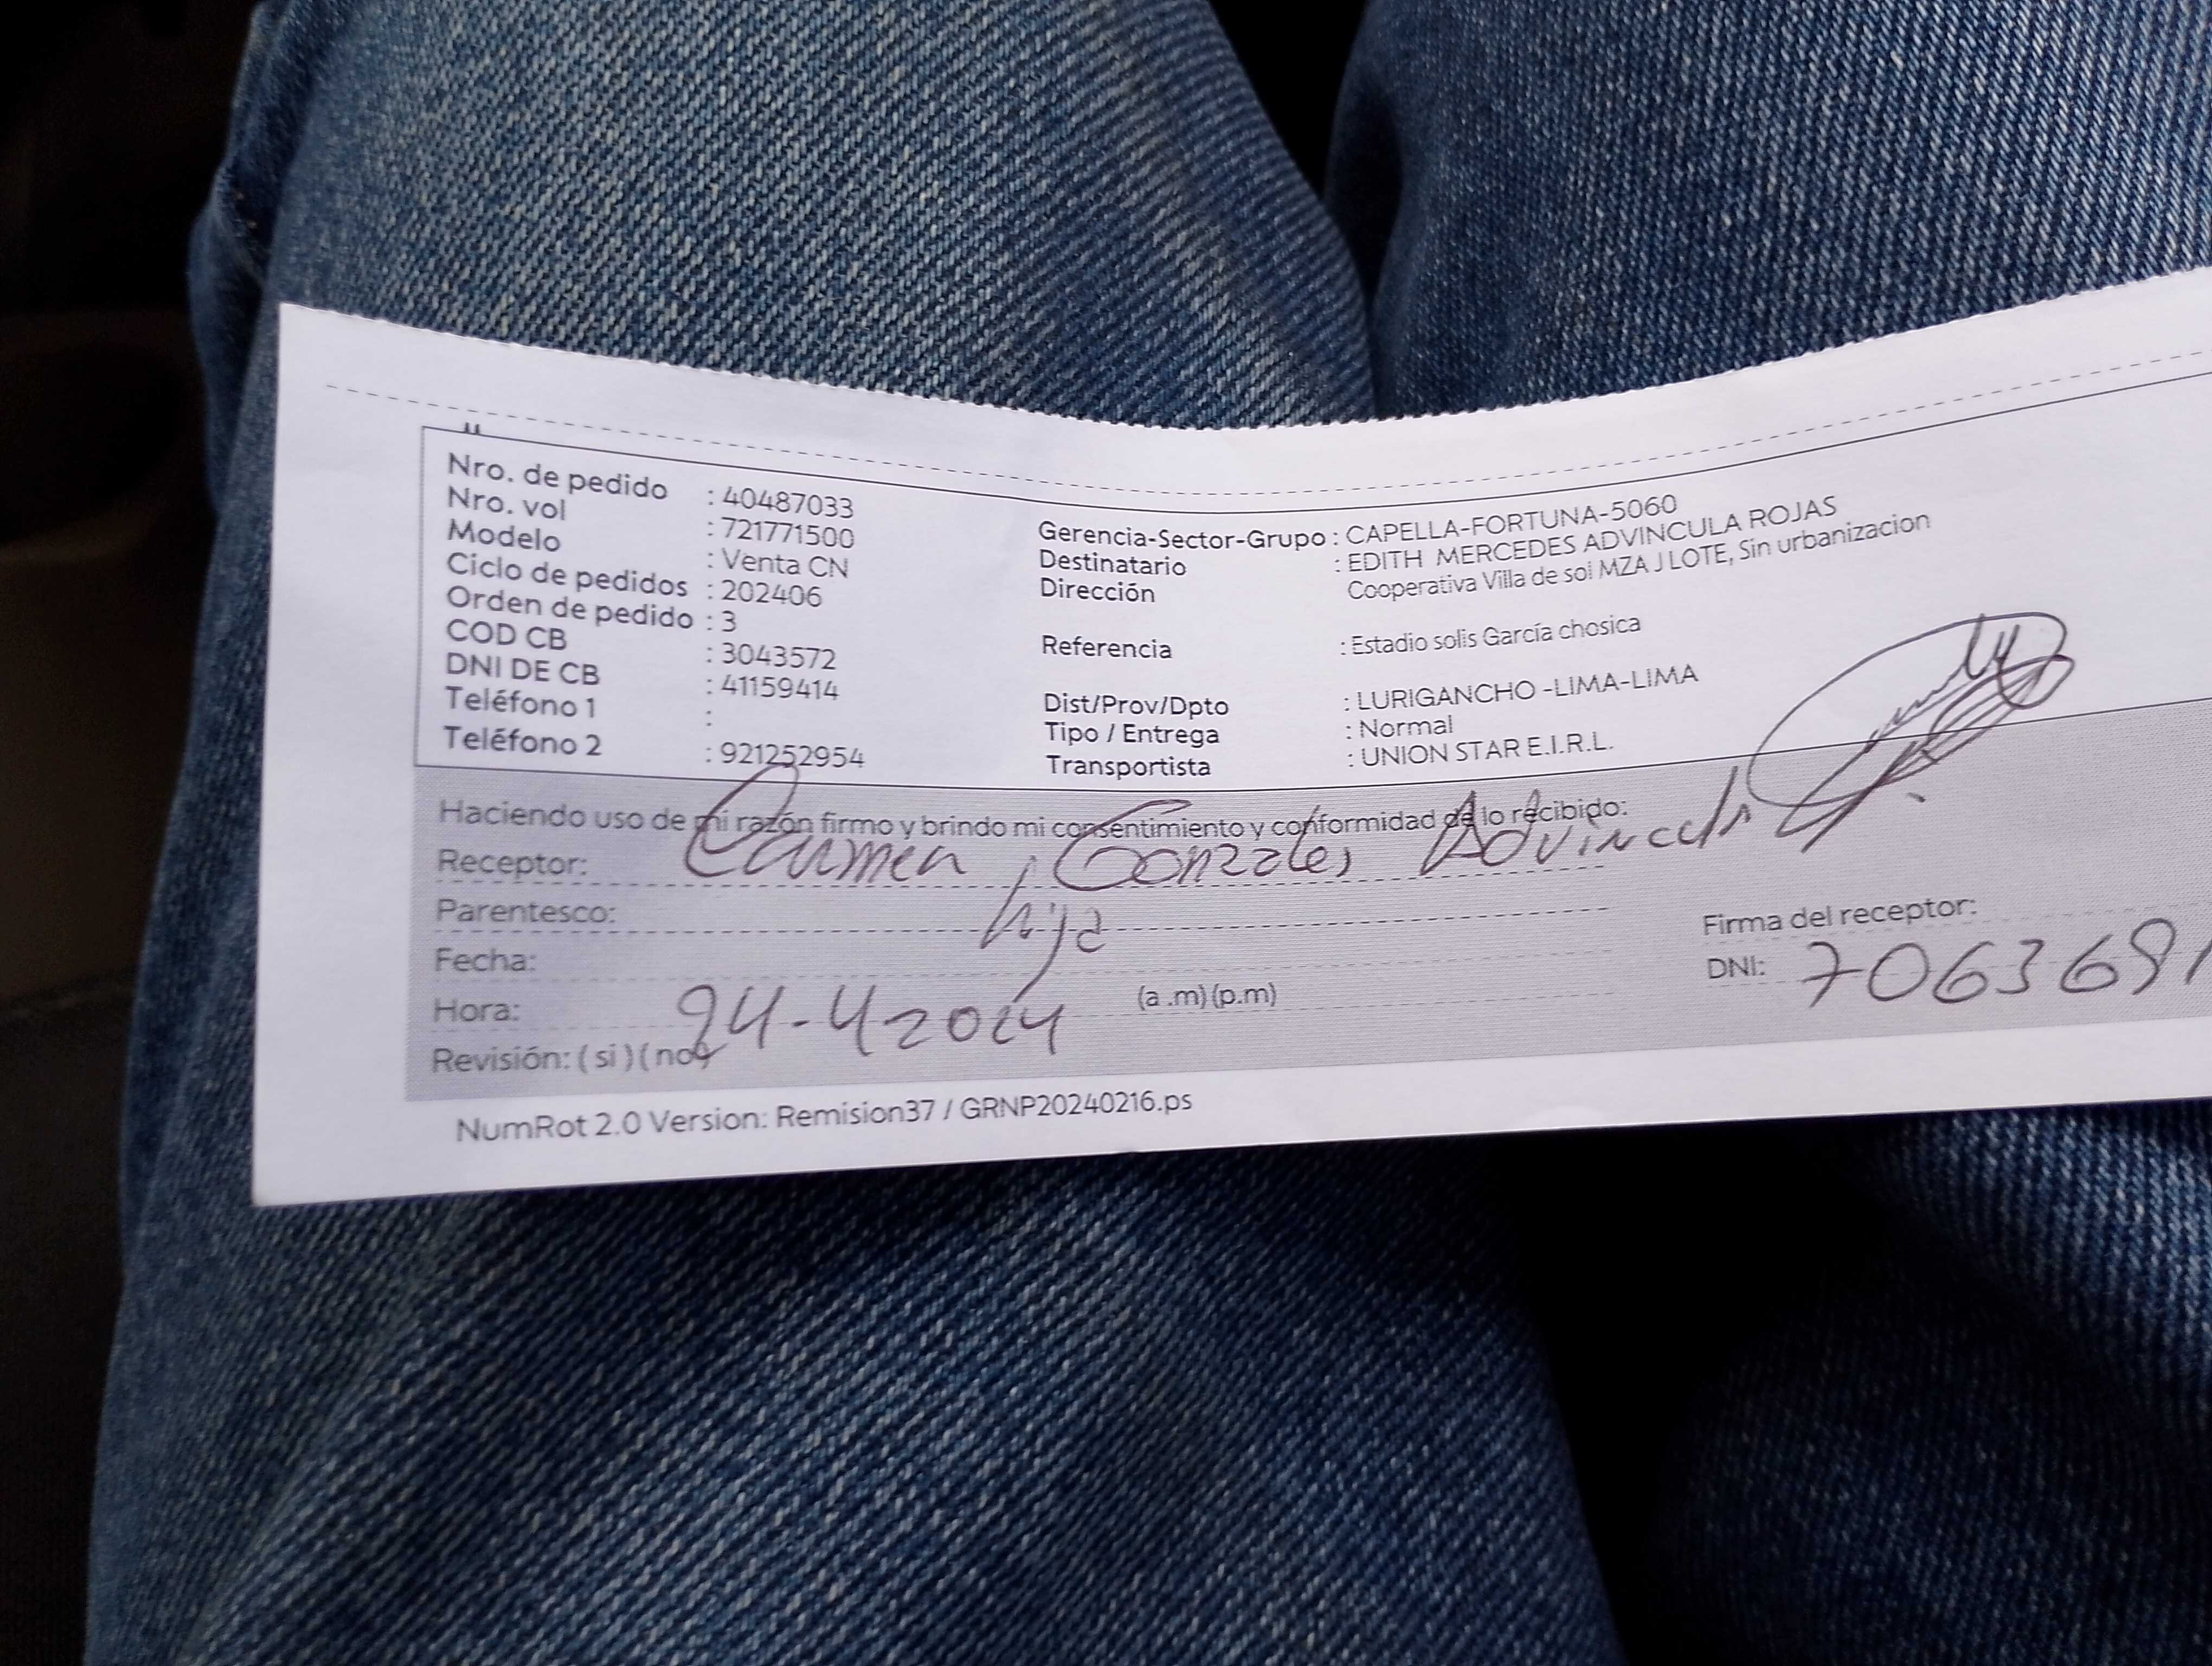 Nro. de pedido : 40487033
Nro. vol : 721771500
Modelo : Venta CN
Ciclo de pedidos : 202406
Orden de pedido : 3
COD CB : 3043572
DNI DE CB : 41159414
Teléfono 1 :
Teléfono 2 : 921252954
Gerencia-Sector-Grupo : CAPELLA-FORTUNA-5060
Destinatario : EDITH MERCEDES ADVINCULA ROJAS
Dirección Cooperativa Villa de sol MZA J LOTE, Sin urbanizacion
Referencia : Estadio solis García chosica
Dist/Prov/Dpto : LURIGANCHO -LIMA-LIMA
Tipo / Entrega : Normal
Transportista : UNION STAR E.I.R.L.
Haciendo uso de mi razón firmo y brindo mi consentimiento y conformidad de lo recibido:
Receptor: Carmen Gonzales
Parentesco: hija
Fecha:
Hora: 24-4 2024 (a .m) (p.m)
Revisión: ( si ) ( no )
Firma del receptor:
DNI: 7063691
NumRot 2.0 Version: Remision37 / GRNP20240216.ps